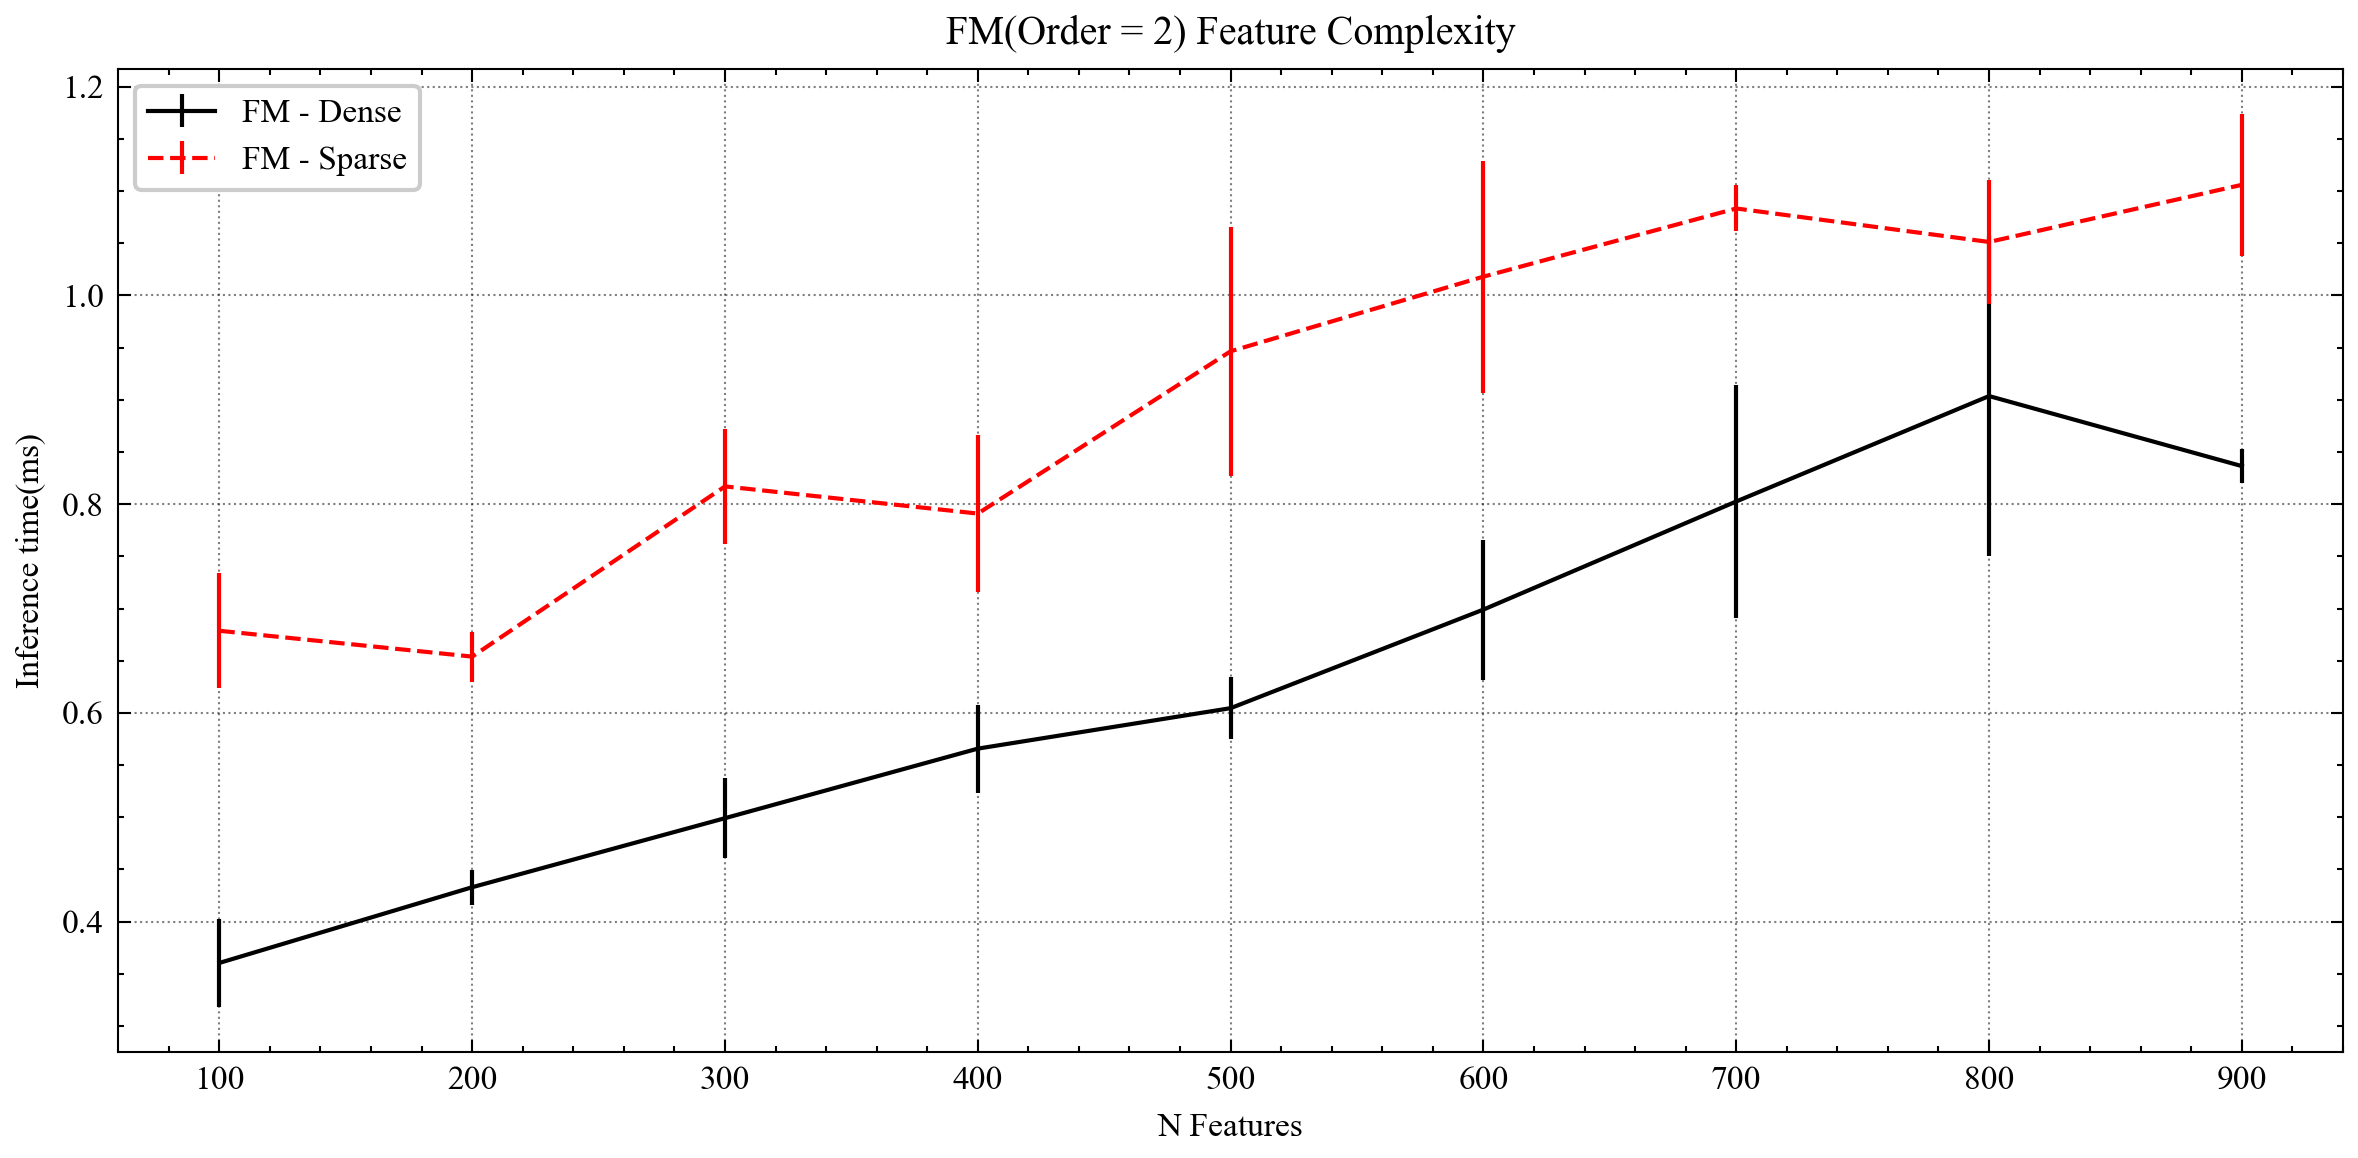 FM(Order = 2) Feature Complexity
FM - Dense
FM - Sparse
1.2
1.0
0.8
0.6
0.4
Inference time(ms)
100 200 300 400 500 600 700 800 900
N Features